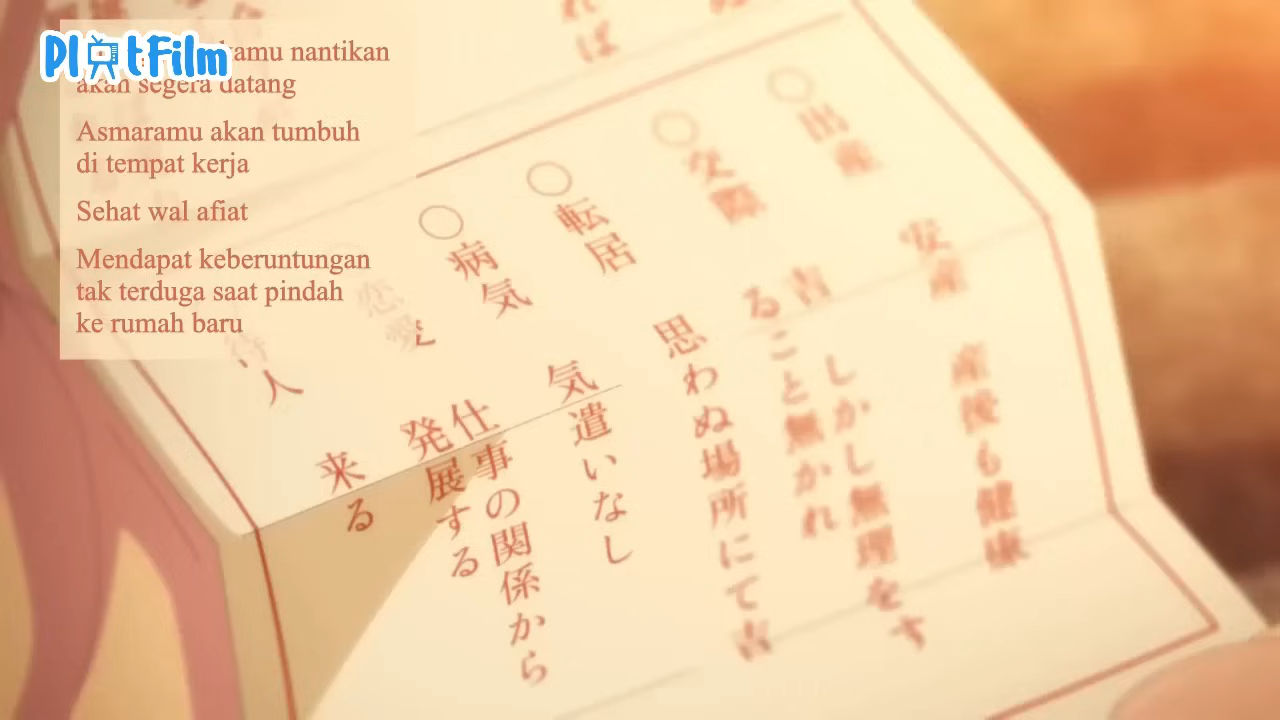 PlotFilm
kamu nantikan
akan segera datang
Asmaramu akan tumbuh
di tempat kerja
Sehat wal afiat
Mendapat keberuntungan
tak terduga saat pindah
ke rumah baru
れば
○出産 安産 産後も健康
○交際 吉 しかし無理をす
ること無かれ
○転居 思わぬ場所にて吉
○病気 気遣いなし
恋愛 仕事の関係から
発展する
待人 来る